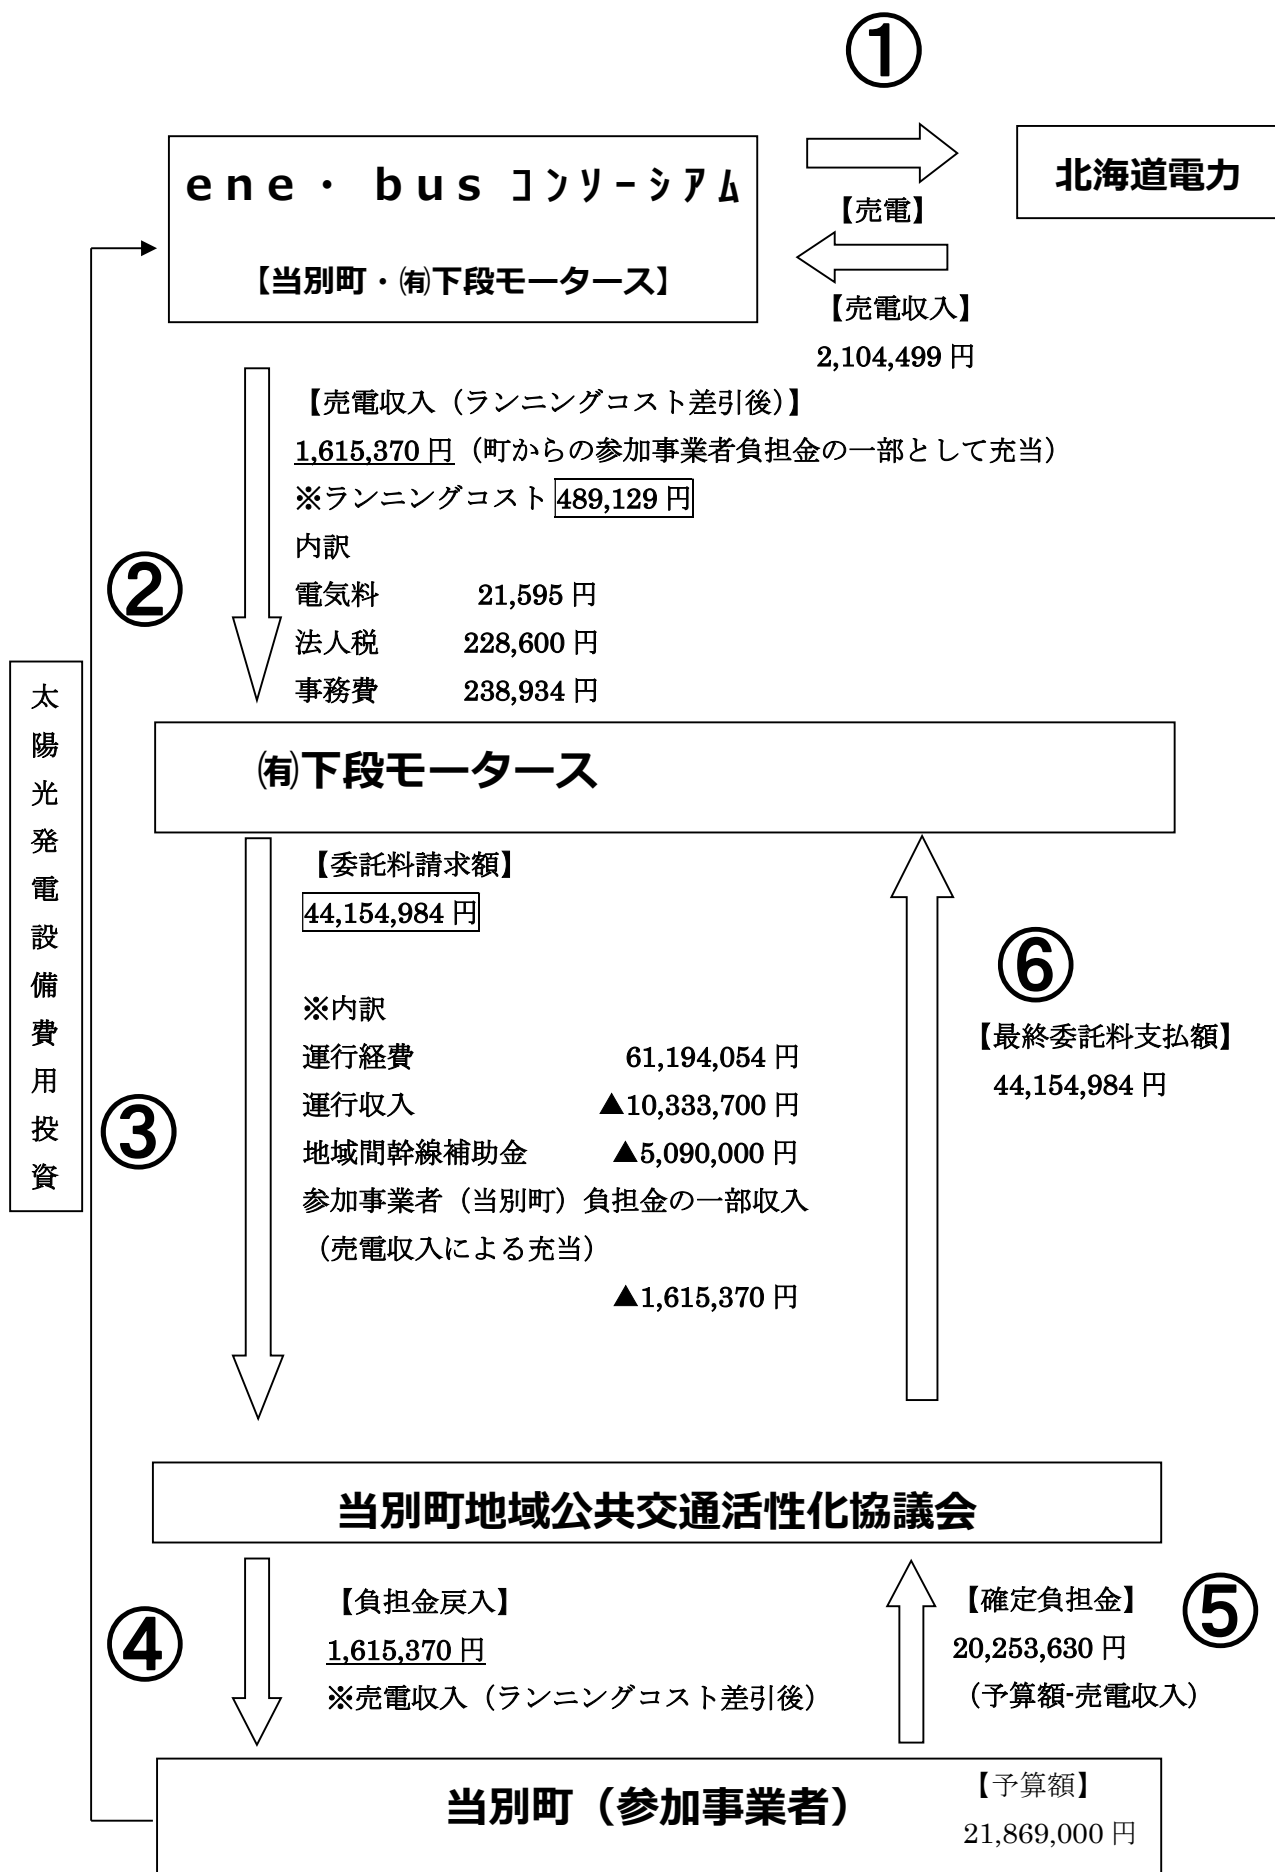 ①
ene・ bus コンソーシアム
【当別町・㈲下段モータース】
北海道電力
【売電】
【売電収入】
2,104,499 円
【売電収入（ランニングコスト差引後）】
1,615,370 円（町からの参加事業者負担金の一部として充当）
※ランニングコスト 489,129 円
内訳
電気料 21,595 円
法人税 228,600 円
事務費 238,934 円
②
太陽光発電設備費用投資
㈲下段モータース
【委託料請求額】
44,154,984 円
※内訳
運行経費 61,194,054 円
運行収入 ▲10,333,700 円
地域間幹線補助金 ▲5,090,000 円
参加事業者（当別町）負担金の一部収入
（売電収入による充当）
▲1,615,370 円
③
⑥
【最終委託料支払額】
44,154,984 円
当別町地域公共交通活性化協議会
④
【負担金戻入】
1,615,370 円
※売電収入（ランニングコスト差引後）
【確定負担金】
20,253,630 円
（予算額-売電収入）
⑤
当別町（参加事業者）
【予算額】
21,869,000 円